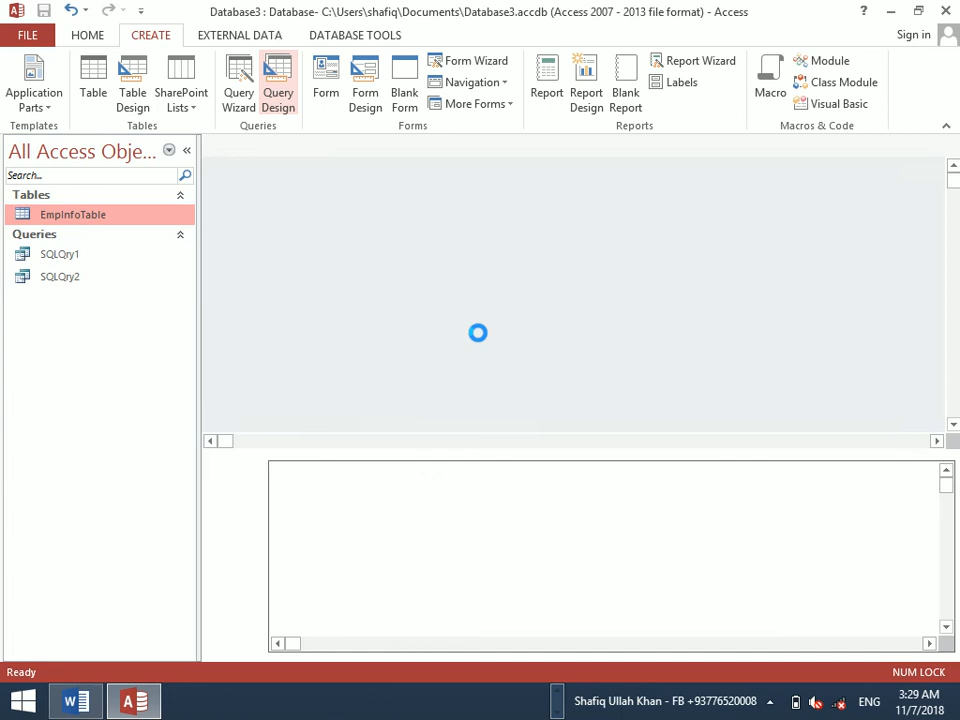 Database3 : Database- C:\Users\shafiq\Documents\Database3.accdb (Access 2007 - 2013 file format) - Access
FILE HOME CREATE EXTERNAL DATA DATABASE TOOLS Sign in
Application Parts
Templates
Table
Table Design
SharePoint Lists
Tables
Query Wizard
Query Design
Queries
Form
Form Design
Blank Form
Form Wizard
Navigation
More Forms
Forms
Report
Report Design
Blank Report
Report Wizard
Labels
Reports
Macro
Module
Class Module
Visual Basic
Macros & Code
All Access Obje...
Search...
Tables
EmpInfoTable
Queries
SQLQry1
SQLQry2
Ready NUM LOCK
Shafiq Ullah Khan - FB +93776520008 ENG 3:29 AM
11/7/2018